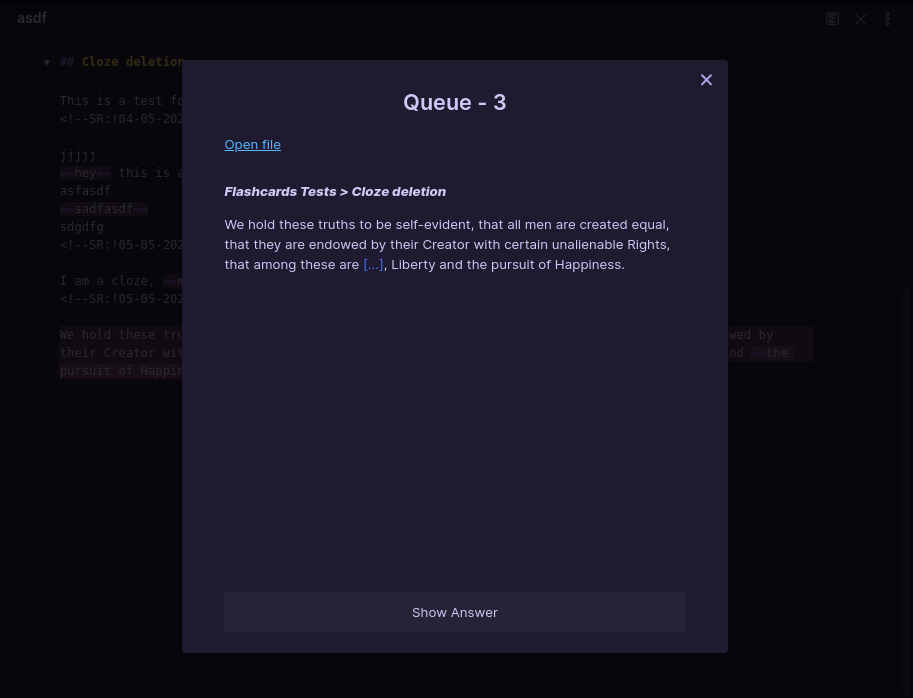 asdf
## Cloze deletion
This is a test fo
<!--SR:!04-05-202
jjjjj
==hey== this is a
asfasdf
==sadfasdf==
sdgdfg
<!--SR:!05-05-202
I am a cloze, ==m
<!--SR:!05-05-202
We hold these tru wed by
their Creator wit nd ==the
pursuit of Happin
Queue - 3
Open file
Flashcards Tests > Cloze deletion
We hold these truths to be self-evident, that all men are created equal,
that they are endowed by their Creator with certain unalienable Rights,
that among these are [...], Liberty and the pursuit of Happiness.
Show Answer